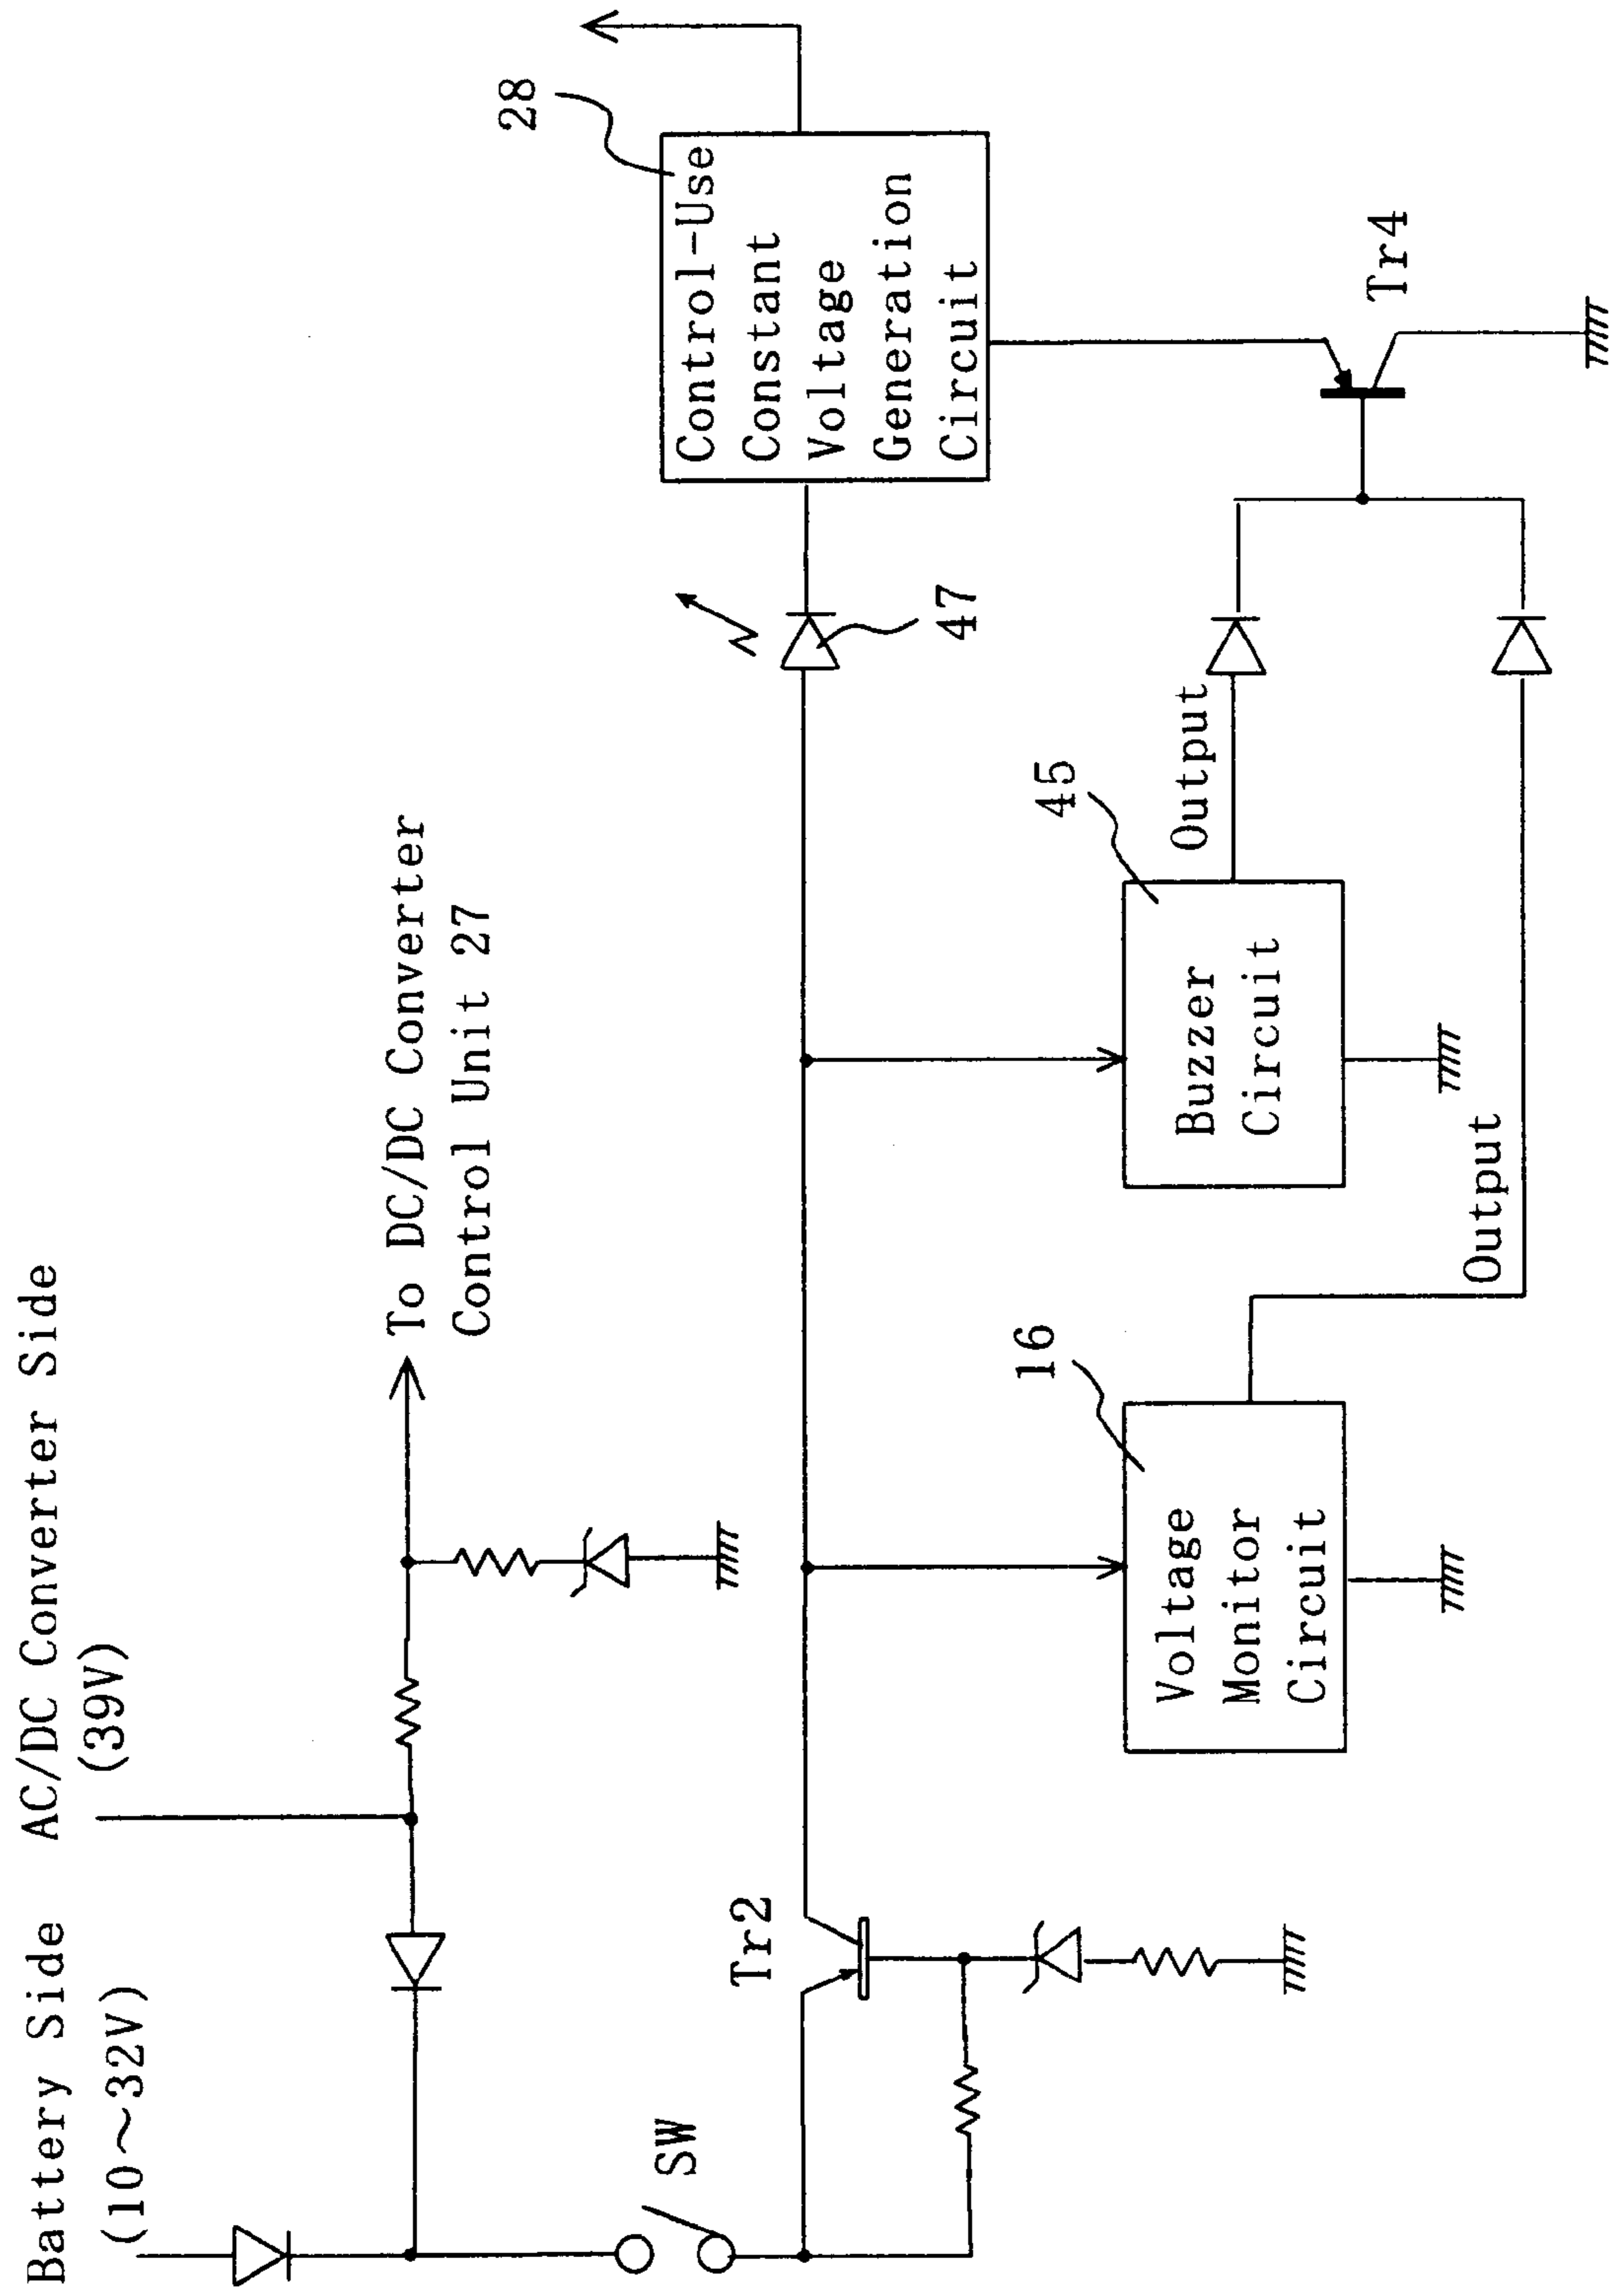 Battery Side
(10~32V)
AC/DC Converter Side
(39V)
To DC/DC Converter
Control Unit 27
SW
Tr2
28
Control-Use
Constant
Voltage
Generation
Circuit
47
16
Voltage
Monitor
Circuit
Output
45
Buzzer
Circuit
Output
Tr4